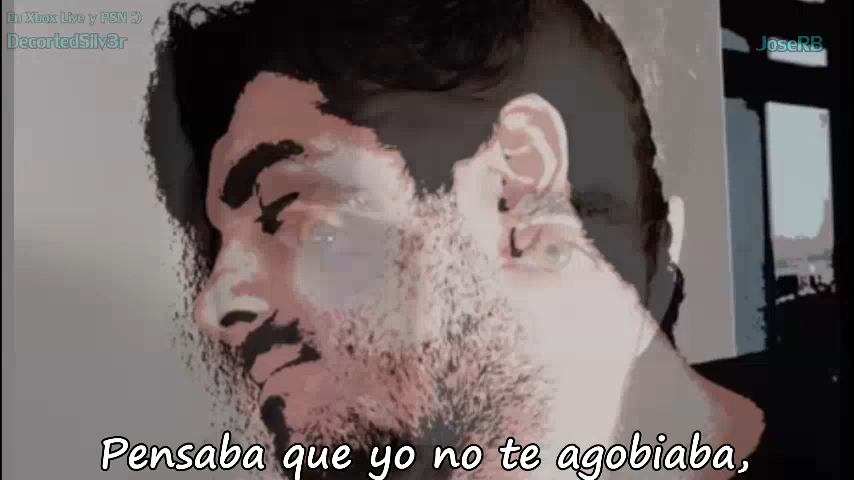 En Xbox Live y PSN :)
DecortedSilv3r
JoseRB
Pensaba que yo no te agobiaba,